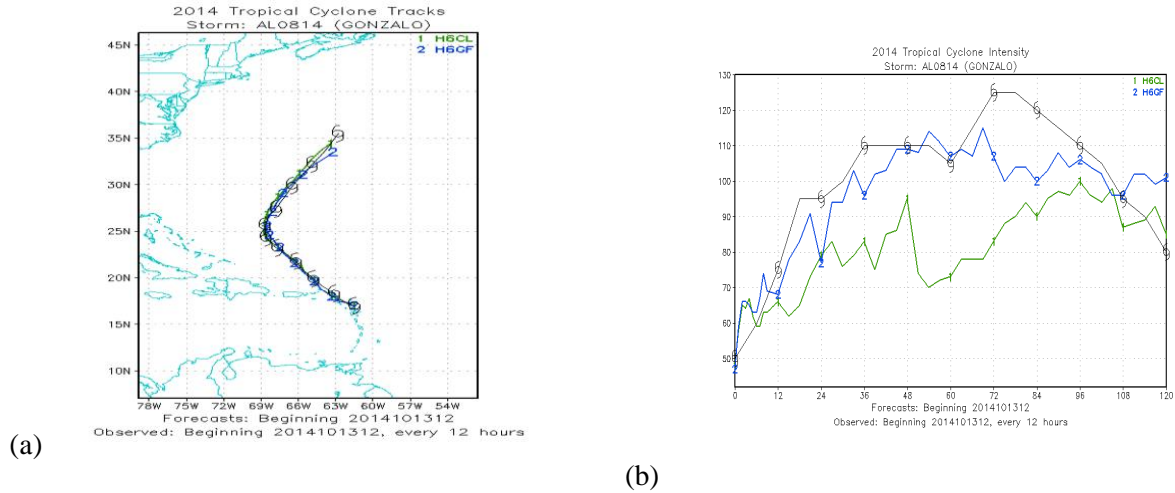 2014 Tropical Cyclone Tracks
Storm: AL0814 (GONZALO)
1 H6CL
2 H6GF
45N
40N
35N
30N
25N
20N
15N
10N
78W 75W 72W 69W 66W 63W 60W 57W 54W
Forecasts: Beginning 2014101312
Observed: Beginning 2014101312, every 12 hours
(a)
2014 Tropical Cyclone Intensity
Storm: AL0814 (GONZALO)
1 H6CL
2 H6GF
130
120
110
100
90
80
70
60
50
0 12 24 36 48 60 72 84 96 108 120
Forecasts: Beginning 2014101312
Observed: Beginning 2014101312, every 12 hours
(b)